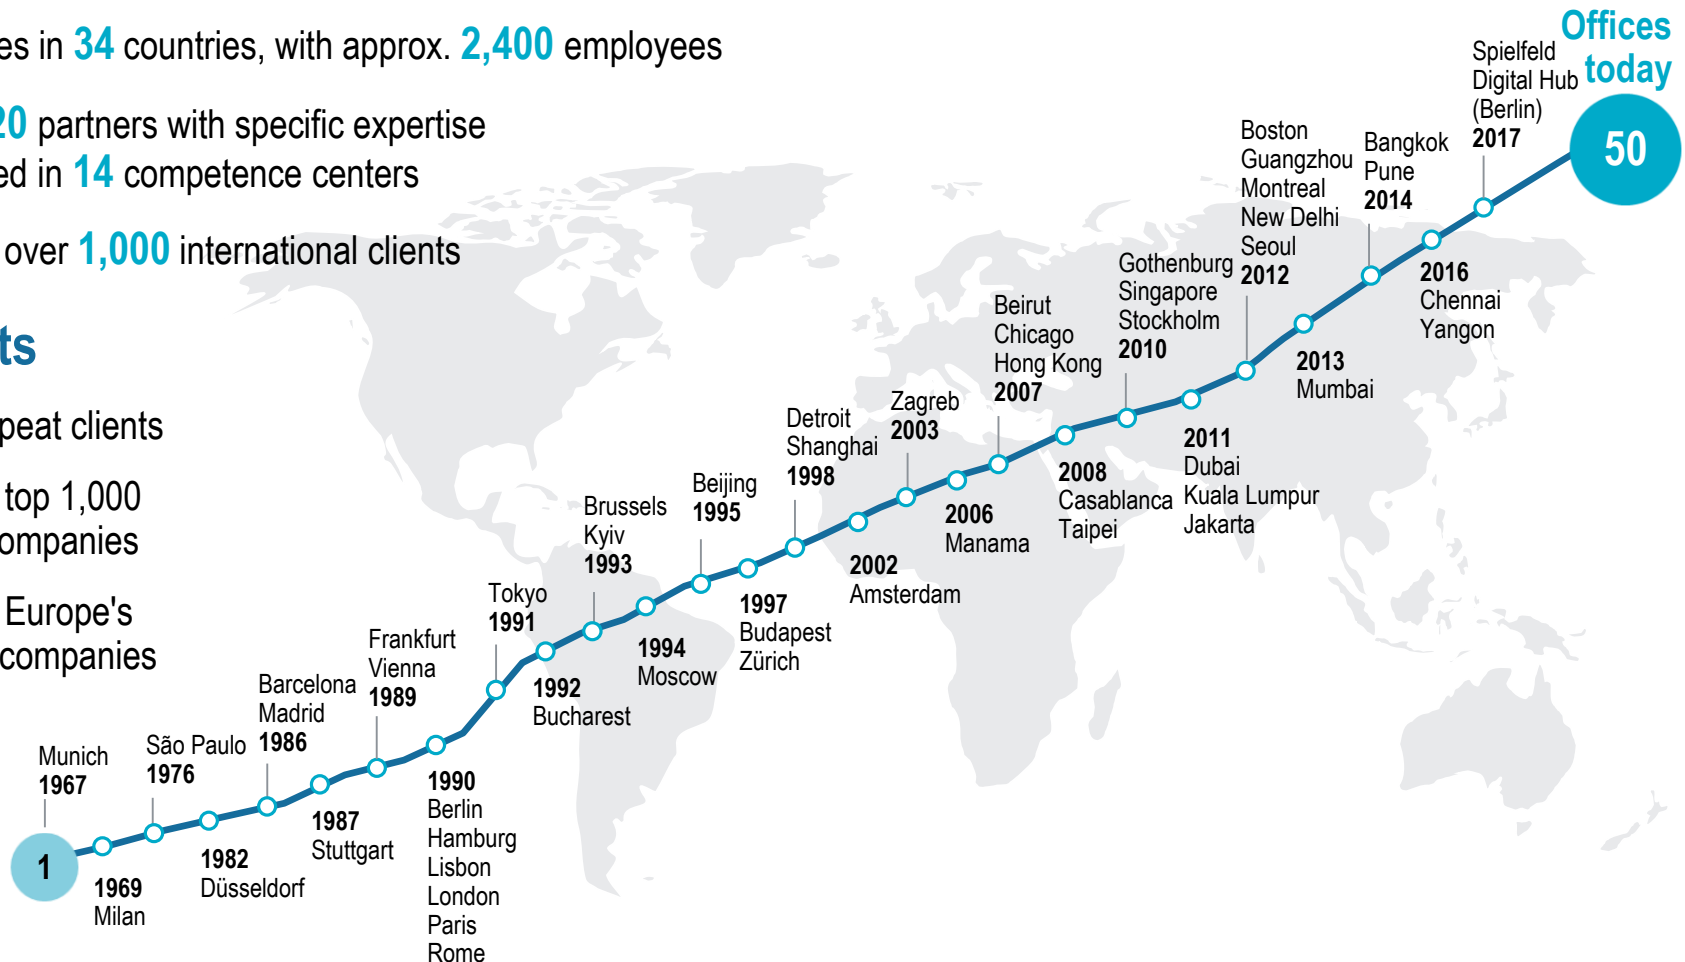 es in 34 countries, with approx. 2,400 employees
20 partners with specific expertise
ed in 14 competence centers
over 1,000 international clients
ts
peat clients
top 1,000
ompanies
Europe's
companies
Munich
1967
1
1969
Milan
São Paulo
1976
1982
Düsseldorf
Barcelona
Madrid
1986
1987
Stuttgart
Frankfurt
Vienna
1989
1990
Berlin
Hamburg
Lisbon
London
Paris
Rome
Tokyo
1991
1992
Bucharest
Brussels
Kyiv
1993
1994
Moscow
Beijing
1995
1997
Budapest
Zürich
Detroit
Shanghai
1998
2002
Amsterdam
Zagreb
2003
2006
Manama
Beirut
Chicago
Hong Kong
2007
2008
Casablanca
Taipei
Gothenburg
Singapore
Stockholm
2010
2011
Dubai
Kuala Lumpur
Jakarta
Boston
Guangzhou
Montreal
New Delhi
Seoul
2012
2013
Mumbai
Bangkok
Pune
2014
2016
Chennai
Yangon
Spielfeld
Digital Hub
(Berlin)
2017
Offices
today
50